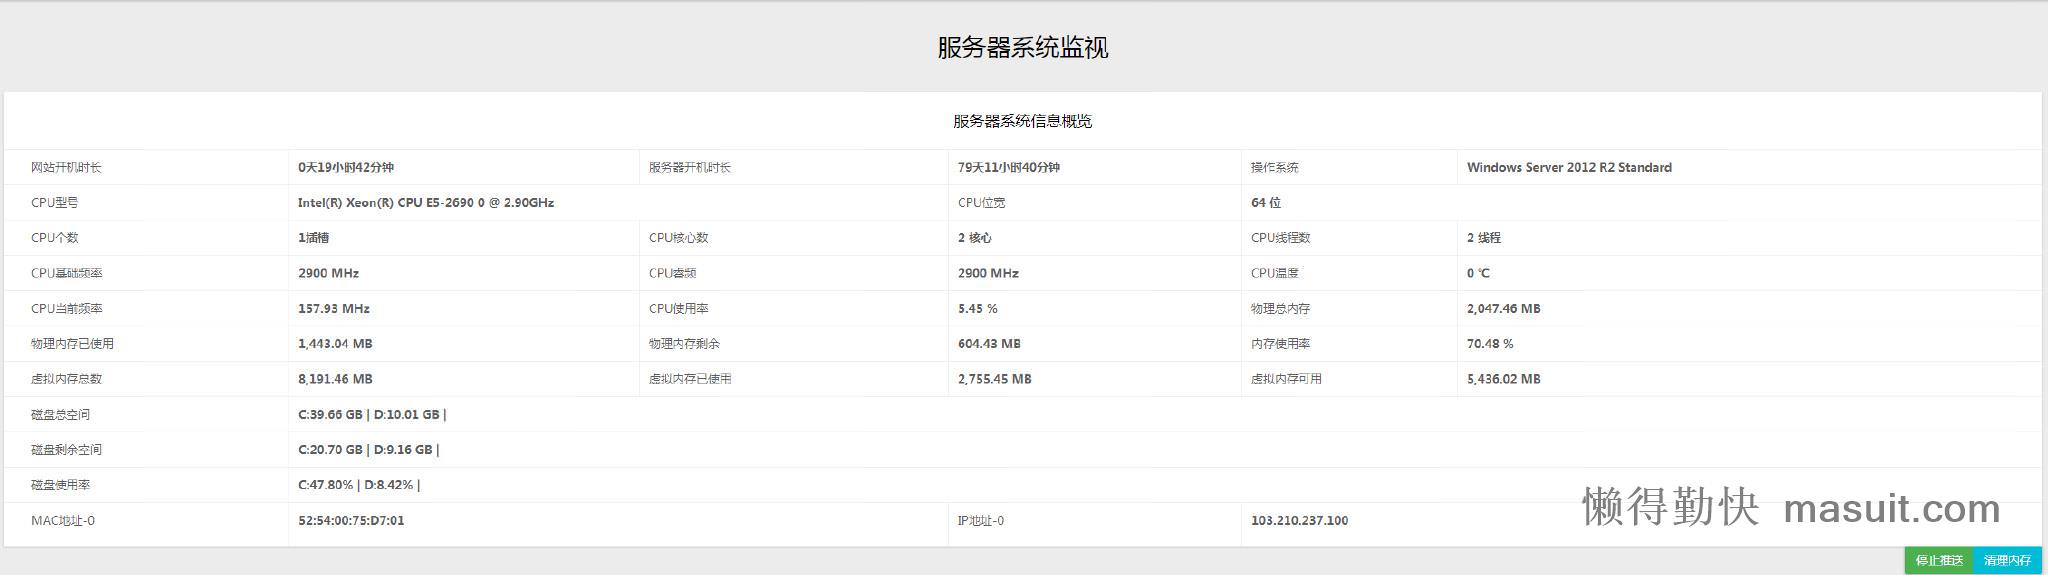 服务器系统监视
服务器系统信息概览
网站开机时长 0天19小时42分钟 服务器开机时长 79天11小时40分钟 操作系统 Windows Server 2012 R2 Standard
CPU型号 Intel(R) Xeon(R) CPU E5-2690 0 @ 2.90GHz CPU位宽 64 位
CPU个数 1插槽 CPU核心数 2 核心 CPU线程数 2 线程
CPU基础频率 2900 MHz CPU睿频 2900 MHz CPU温度 0 ℃
CPU当前频率 157.93 MHz CPU使用率 5.45 % 物理总内存 2,047.46 MB
物理内存已使用 1,443.04 MB 物理内存剩余 604.43 MB 内存使用率 70.48 %
虚拟内存总数 8,191.46 MB 虚拟内存已使用 2,755.45 MB 虚拟内存可用 5,436.02 MB
磁盘总空间 C:39.66 GB | D:10.01 GB |
磁盘剩余空间 C:20.70 GB | D:9.16 GB |
磁盘使用率 C:47.80% | D:8.42% |
MAC地址-0 52:54:00:75:D7:01 IP地址-0 103.210.237.100
懒得勤快 masuit.com
停止推送 清理内存